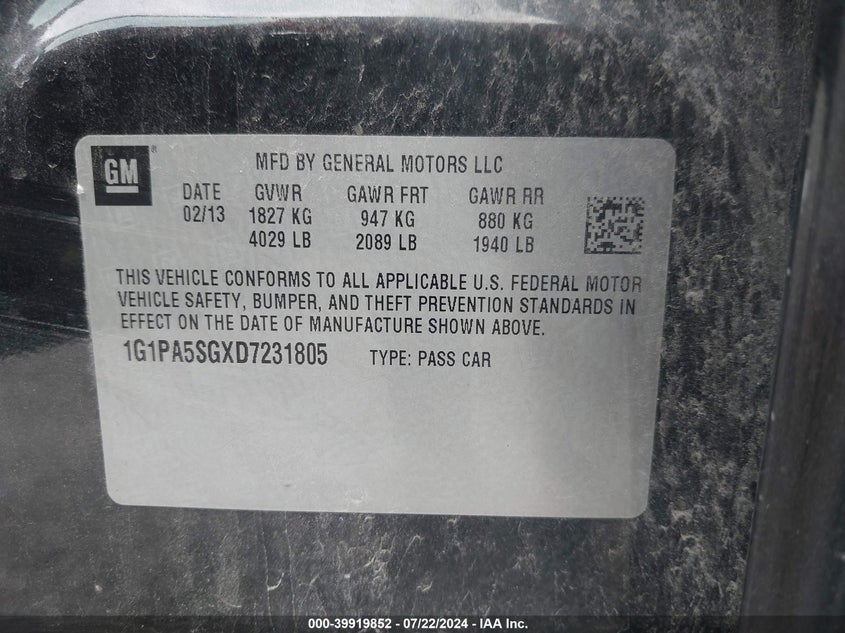 GM®
MFD BY GENERAL MOTORS LLC
DATE GVWR GAWR FRT GAWR RR
02/13 1827 KG 947 KG 880 KG
4029 LB 2089 LB 1940 LB
THIS VEHICLE CONFORMS TO ALL APPLICABLE U.S. FEDERAL MOTOR
VEHICLE SAFETY, BUMPER, AND THEFT PREVENTION STANDARDS IN
EFFECT ON THE DATE OF MANUFACTURE SHOWN ABOVE.
1G1PA5SGXD7231805 TYPE: PASS CAR
000-39919852 - 07/22/2024 - IAA Inc.